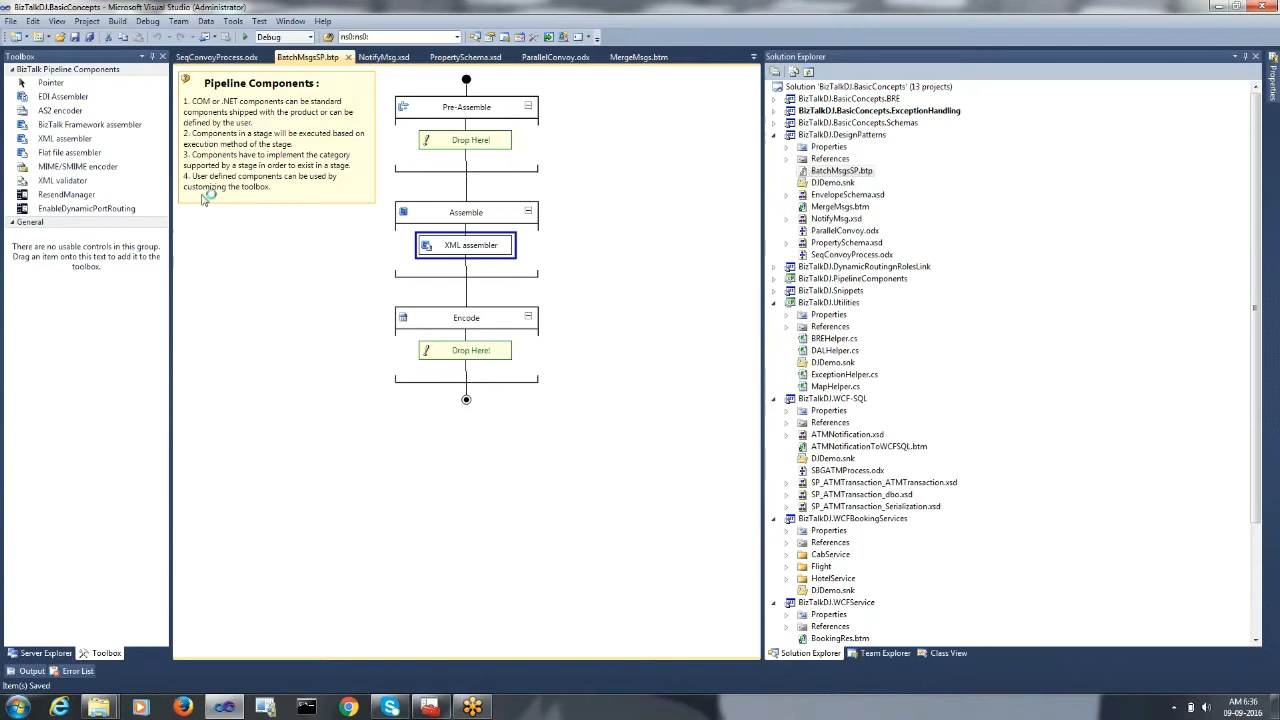 BizTalkDJ.BasicConcepts - Microsoft Visual Studio (Administrator)
File Edit View Project Build Debug Team Data Tools Test Window Help
Debug ns0:ns0:
Toolbox
BizTalk Pipeline Components
Pointer
EDI Assembler
AS2 encoder
BizTalk Framework assembler
XML assembler
Flat file assembler
MIME/SMIME encoder
XML validator
ResendManager
EnableDynamicPortRouting
General
There are no usable controls in this group.
Drag an item onto this text to add it to the
toolbox.
Server Explorer Toolbox
SeqConvoyProcess.odx BatchMsgsSP.btp NotifyMsg.xsd PropertySchema.xsd ParallelConvoy.odx MergeMsgs.btm
Pipeline Components :
1. COM or .NET components can be standard
components shipped with the product or can be
defined by the user.
2. Components in a stage will be executed based on
execution method of the stage.
3. Components have to implement the category
supported by a stage in order to exist in a stage.
4. User defined components can be used by
customizing the toolbox.
Pre-Assemble
Drop Here!
Assemble
XML assembler
Encode
Drop Here!
Solution Explorer
Solution 'BizTalkDJ.BasicConcepts' (13 projects)
BizTalkDJ.BasicConcepts.BRE
BizTalkDJ.BasicConcepts.ExceptionHandling
BizTalkDJ.BasicConcepts.Schemas
BizTalkDJ.DesignPatterns
Properties
References
BatchMsgsSP.btp
DJDemo.snk
EnvelopeSchema.xsd
MergeMsgs.btm
NotifyMsg.xsd
ParallelConvoy.odx
PropertySchema.xsd
SeqConvoyProcess.odx
BizTalkDJ.DynamicRoutingnRolesLink
BizTalkDJ.PipelineComponents
BizTalkDJ.Snippets
BizTalkDJ.Utilities
Properties
References
BREHelper.cs
DALHelper.cs
DJDemo.snk
ExceptionHelper.cs
MapHelper.cs
BizTalkDJ.WCF-SQL
Properties
References
ATMNotification.xsd
ATMNotificationToWCFSQL.btm
DJDemo.snk
SBGATMProcess.odx
SP_ATMTransaction_ATMTransaction.xsd
SP_ATMTransaction_dbo.xsd
SP_ATMTransaction_Serialization.xsd
BizTalkDJ.WCFBookingServices
Properties
References
CabService
Flight
HotelService
DJDemo.snk
BizTalkDJ.WCFService
Properties
References
BookingRes.btm
Solution Explorer Team Explorer Class View
Properties
Output Error List
Item(s) Saved
AM 6:36
09-09-2016